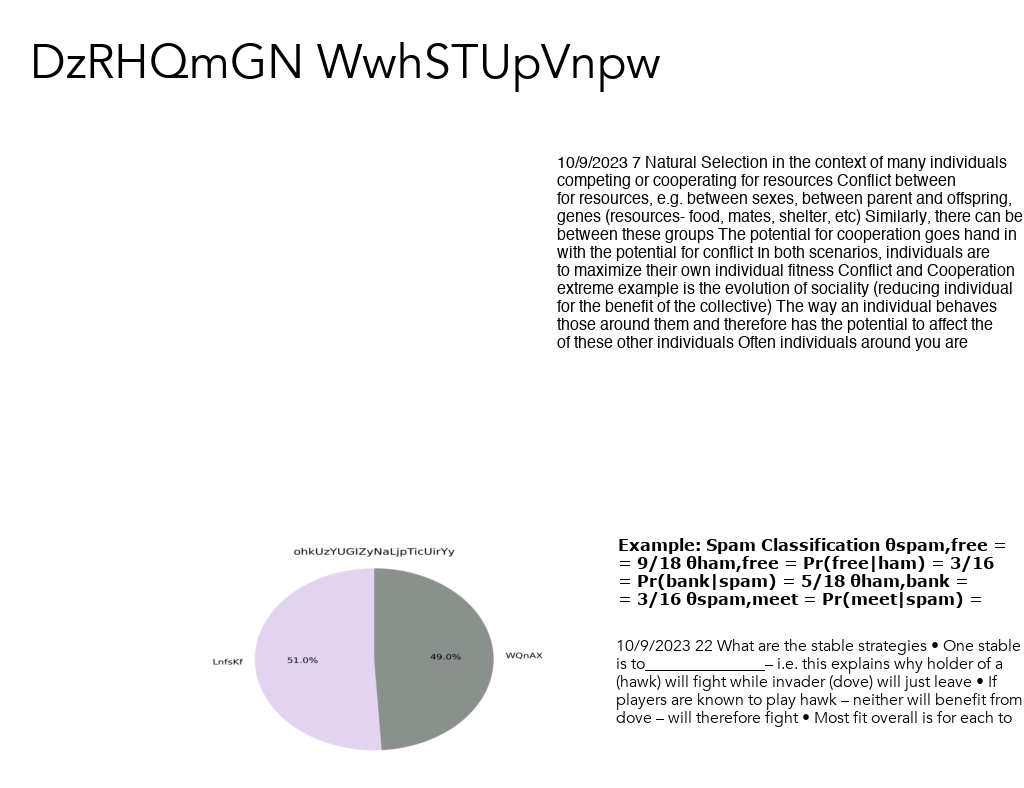 DzRHQmGN WwhSTUpVnpw
10/9/2023 7 Natural Selection in the context of many individuals
competing or cooperating for resources Conflict between
for resources, e.g. between sexes, between parent and offspring,
genes (resources- food, mates, shelter, etc) Similarly, there can be
between these groups The potential for cooperation goes hand in
with the potential for conflict In both scenarios, individuals are
to maximize their own individual fitness Conflict and Cooperation
extreme example is the evolution of sociality (reducing individual
for the benefit of the collective) The way an individual behaves
those around them and therefore has the potential to affect the
of these other individuals Often individuals around you are
ohkUzYUGIZyNaLjpTicUirYy
LnfsKf
51.0%
49.0%
WQnAX
Example: Spam Classification θspam,free =
= 9/18 θham,free = Pr(free|ham) = 3/16
= Pr(bank|spam) = 5/18 θham,bank =
= 3/16 θspam,meet = Pr(meet|spam) =
10/9/2023 22 What are the stable strategies • One stable
is to______________– i.e. this explains why holder of a
(hawk) will fight while invader (dove) will just leave • If
players are known to play hawk – neither will benefit from
dove – will therefore fight • Most fit overall is for each to